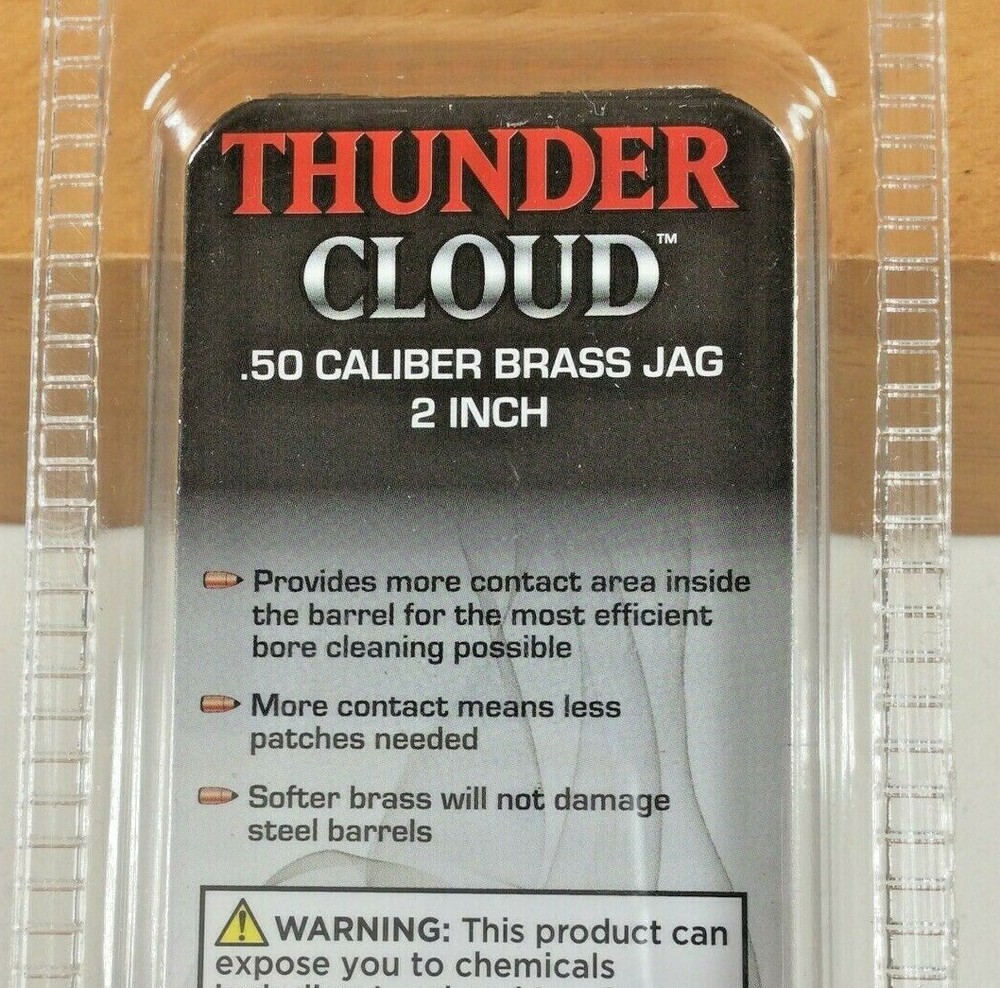 THUNDER
CLOUD™
.50 CALIBER BRASS JAG
2 INCH
Provides more contact area inside
the barrel for the most efficient
bore cleaning possible
More contact means less
patches needed
Softer brass will not damage
steel barrels
WARNING: This product can
expose you to chemicals